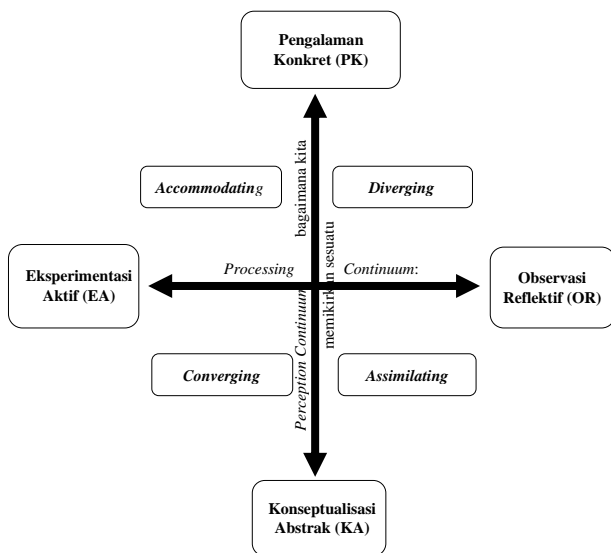 Pengalaman
Konkret (PK)
bagaimana kita
Accommodating
Diverging
Processing
Continuum:
Eksperimentasi
Aktif (EA)
Observasi
Reflektif (OR)
memikirkan sesuatu
Perception Continuum
Converging
Assimilating
Konseptualisasi
Abstrak (KA)